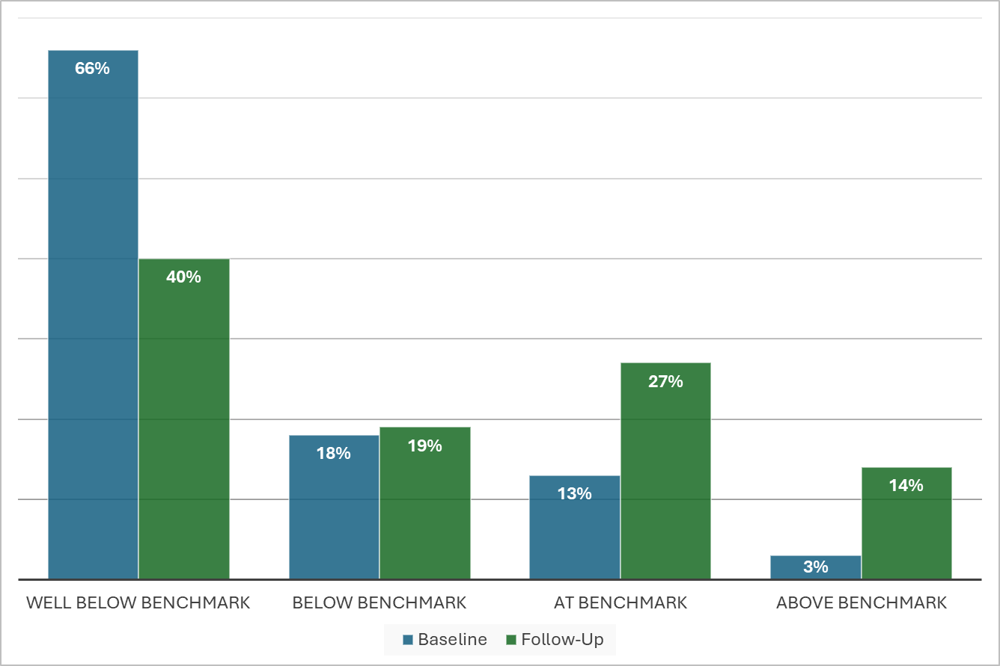 66%
40%
18%
19%
13%
27%
3%
14%
WELL BELOW BENCHMARK
BELOW BENCHMARK
AT BENCHMARK
ABOVE BENCHMARK
Baseline
Follow-Up